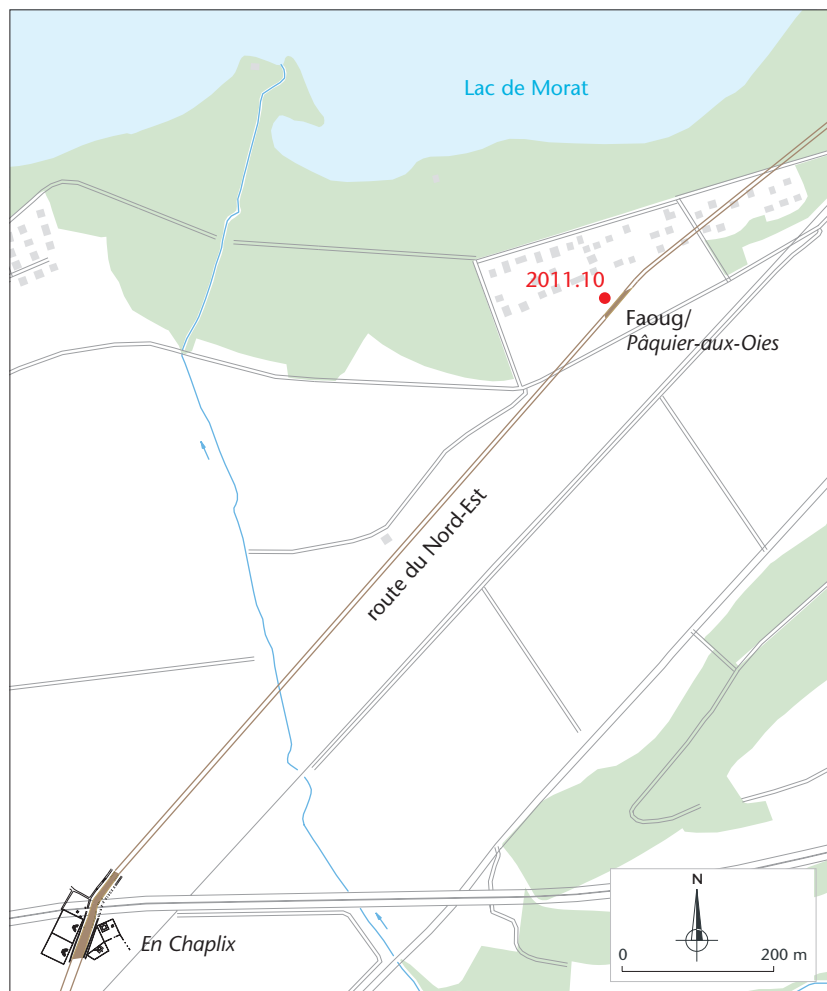 Lac de Morat
2011.10
Faoug/
Pâquier-aux-Oies
route du Nord-Est
En Chaplix
N
0 200 m